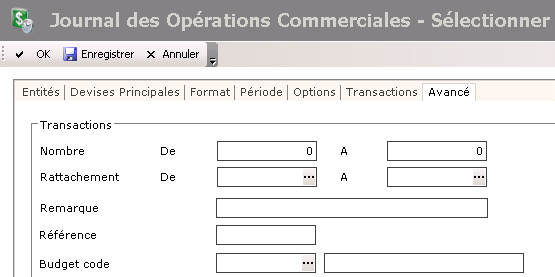 Journal des Opérations Commerciales - Sélectionner
OK Enregistrer Annuler
Entités Devises Principales Format Période Options Transactions Avancé
Transactions
Nombre De 0 A 0
Rattachement De ... A ...
Remarque
Référence
Budget code ...